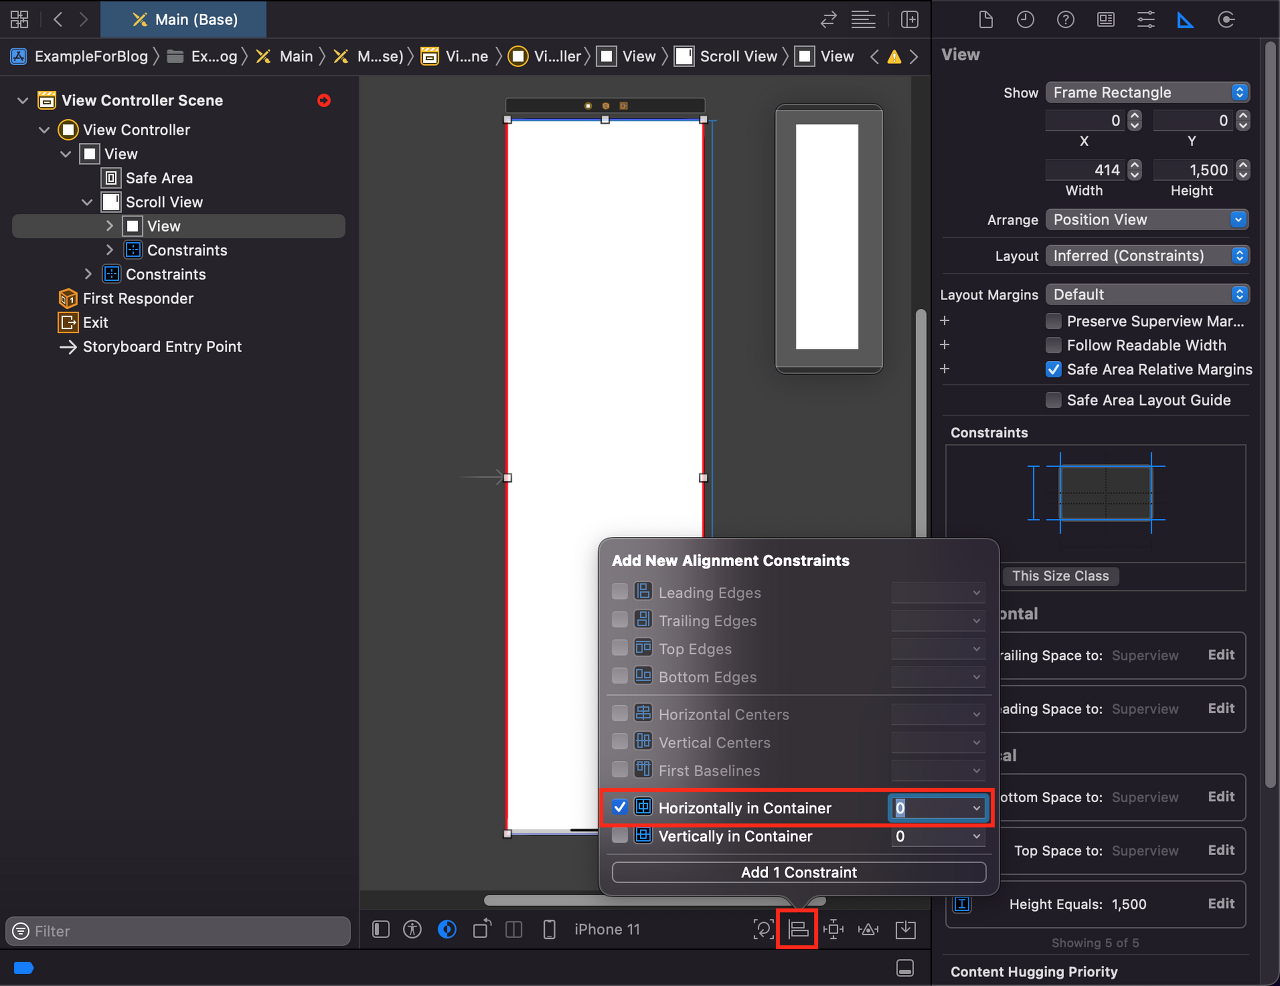 Main (Base)
ExampleForBlog
Ex...og
Main
M...se)
Vi...ne
Vi...ller
View
Scroll View
View
View Controller Scene
View Controller
View
Safe Area
Scroll View
View
Constraints
Constraints
First Responder
Exit
Storyboard Entry Point
Filter
Add New Alignment Constraints
Leading Edges
Trailing Edges
Top Edges
Bottom Edges
Horizontal Centers
Vertical Centers
First Baselines
Horizontally in Container 0
Vertically in Container 0
Add 1 Constraint
iPhone 11
View
Show Frame Rectangle
0 0
X Y
414 1,500
Width Height
Arrange Position View
Layout Inferred (Constraints)
Layout Margins Default
Preserve Superview Mar...
Follow Readable Width
Safe Area Relative Margins
Safe Area Layout Guide
Constraints
This Size Class
ontal
railing Space to: Superview Edit
eading Space to: Superview Edit
cal
ottom Space to: Superview Edit
Top Space to: Superview Edit
Height Equals: 1,500 Edit
Showing 5 of 5
Content Hugging Priority